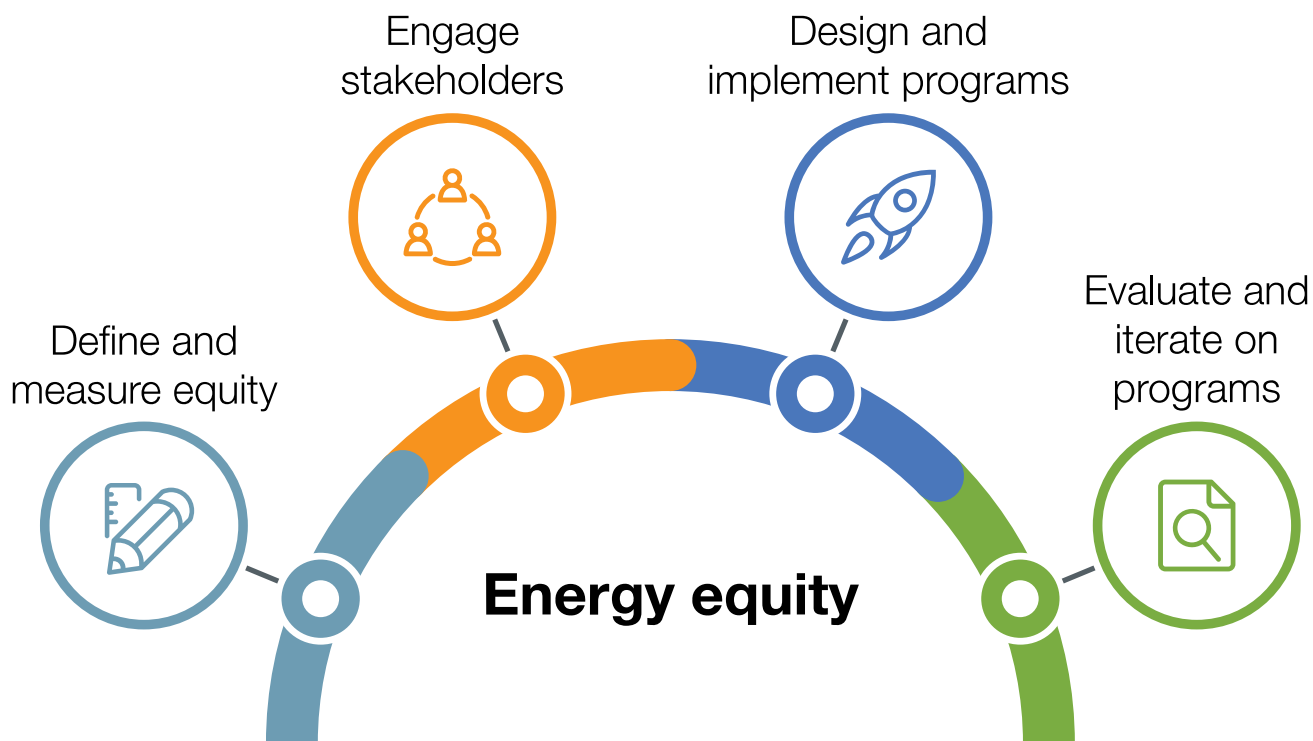 Engage
stakeholders
Design and
implement programs
Define and
measure equity
Evaluate and
iterate on
programs
Energy equity